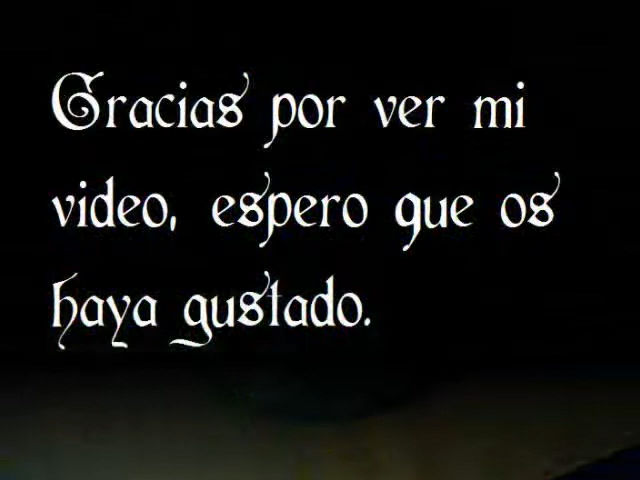 Gracias por ver mi
video, espero que os
haya gustado.